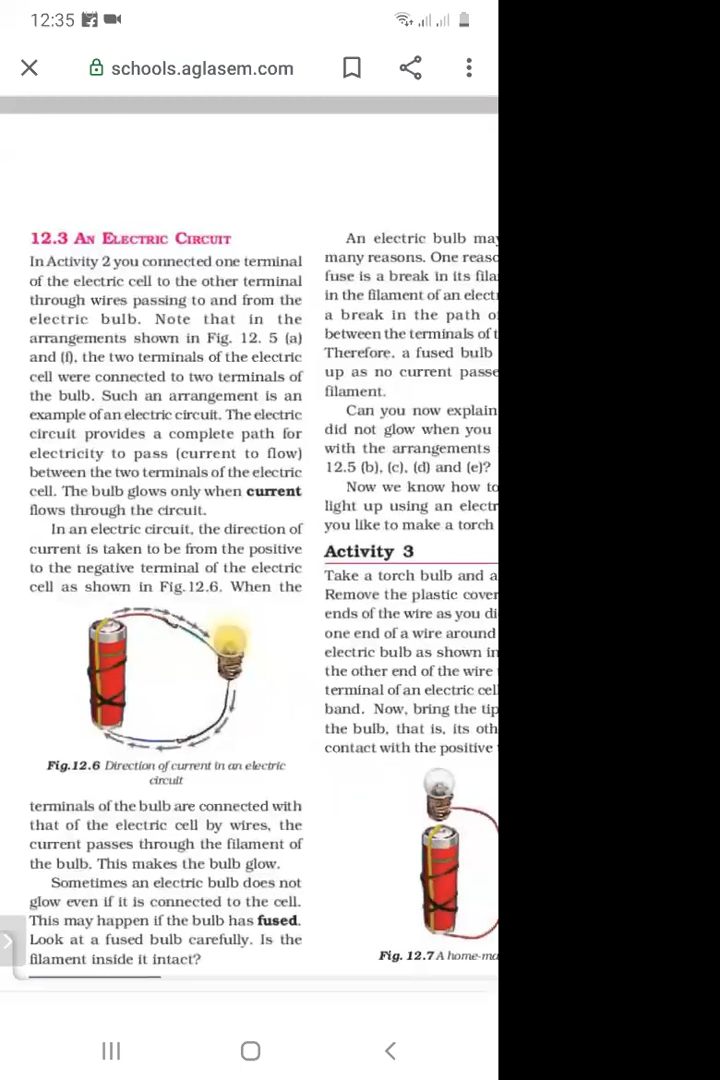 12:35
schools.aglasem.com
12.3 AN ELECTRIC CIRCUIT
In Activity 2 you connected one terminal
of the electric cell to the other terminal
through wires passing to and from the
electric bulb. Note that in the
arrangements shown in Fig. 12. 5 (a)
and (f), the two terminals of the electric
cell were connected to two terminals of
the bulb. Such an arrangement is an
example of an electric circuit. The electric
circuit provides a complete path for
electricity to pass (current to flow)
between the two terminals of the electric
cell. The bulb glows only when current
flows through the circuit.
In an electric circuit, the direction of
current is taken to be from the positive
to the negative terminal of the electric
cell as shown in Fig.12.6. When the
Fig.12.6 Direction of current in an electric
circuit
terminals of the bulb are connected with
that of the electric cell by wires, the
current passes through the filament of
the bulb. This makes the bulb glow.
Sometimes an electric bulb does not
glow even if it is connected to the cell.
This may happen if the bulb has fused.
Look at a fused bulb carefully. Is the
filament inside it intact?
An electric bulb may
many reasons. One reaso
fuse is a break in its fila
in the filament of an elect
a break in the path o
between the terminals of t
Therefore, a fused bulb
up as no current passe
filament.
Can you now explain
did not glow when you
with the arrangements
12.5 (b), (c), (d) and (e)?
Now we know how to
light up using an electr
you like to make a torch
Activity 3
Take a torch bulb and a
Remove the plastic cover
ends of the wire as you di
one end of a wire around
electric bulb as shown in
the other end of the wire
terminal of an electric cell
band. Now, bring the tip
the bulb, that is, its oth
contact with the positive
Fig. 12.7 A home-ma